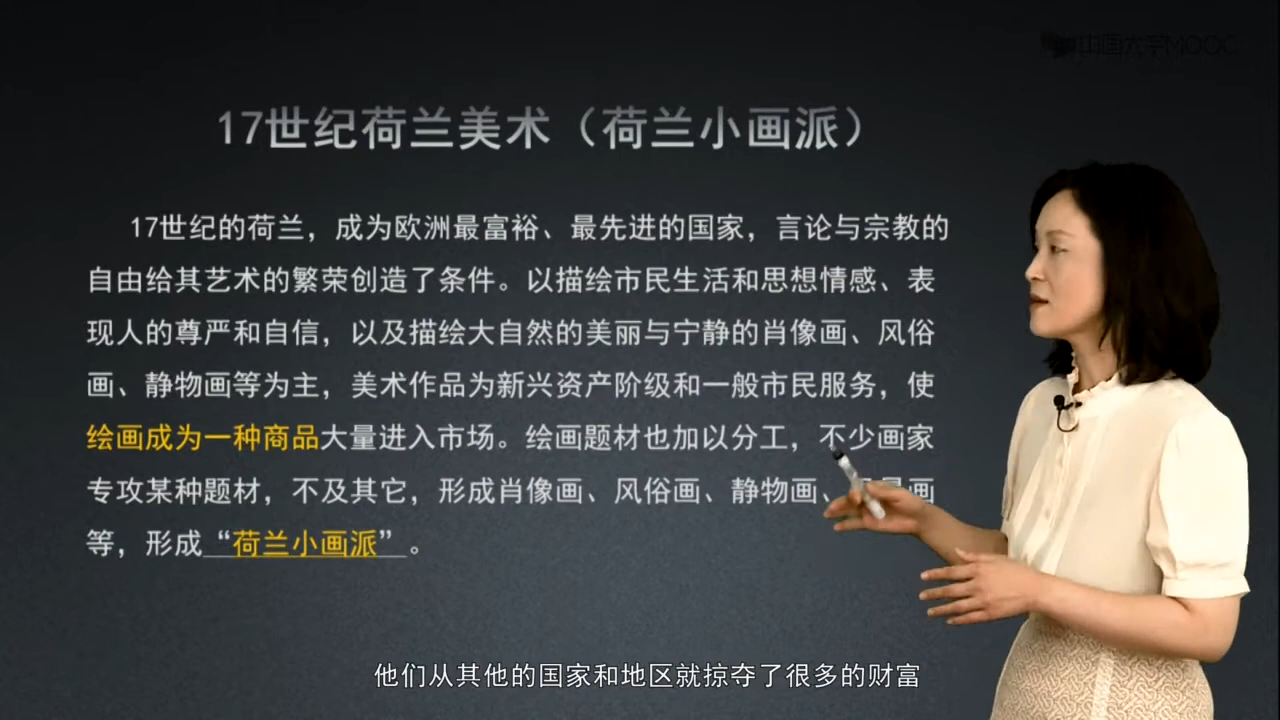 中国大学MOOC
17世纪荷兰美术（荷兰小画派）
17世纪的荷兰，成为欧洲最富裕、最先进的国家，言论与宗教的
自由给其艺术的繁荣创造了条件。以描绘市民生活和思想情感、表
现人的尊严和自信，以及描绘大自然的美丽与宁静的肖像画、风俗
画、静物画等为主，美术作品为新兴资产阶级和一般市民服务，使
绘画成为一种商品大量进入市场。绘画题材也加以分工，不少画家
专攻某种题材，不及其它，形成肖像画、风俗画、静物画、景画
等，形成“荷兰小画派”。
他们从其他的国家和地区就掠夺了很多的财富